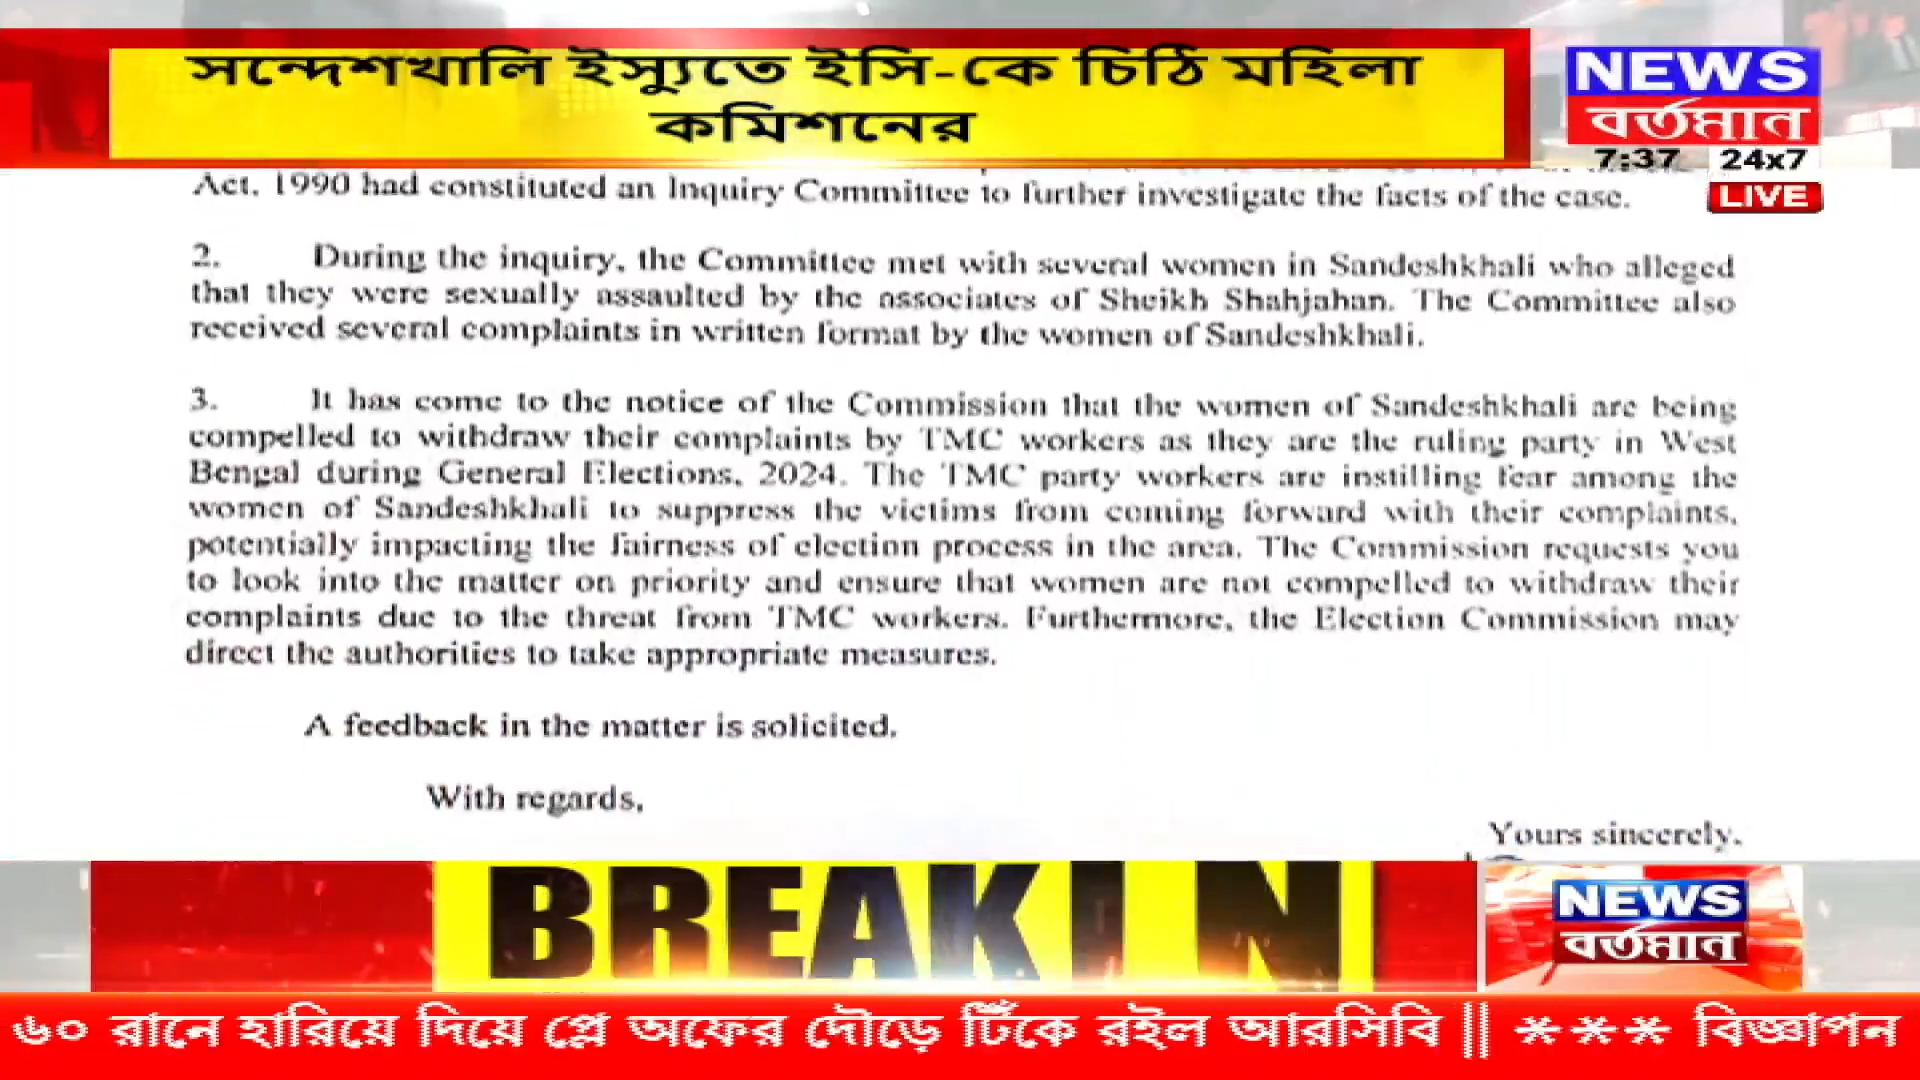 সন্দেশখালি ইস্যুতে ইসি-কে চিঠি মহিলা
কমিশনের
NEWS
বর্তমান
7:37 24x7
LIVE
Act, 1990 had constituted an Inquiry Committee to further investigate the facts of the case.
2. During the inquiry, the Committee met with several women in Sandeshkhali who alleged
that they were sexually assaulted by the associates of Sheikh Shahjahan. The Committee also
received several complaints in written format by the women of Sandeshkhali.
3. It has come to the notice of the Commission that the women of Sandeshkhali are being
compelled to withdraw their complaints by TMC workers as they are the ruling party in West
Bengal during General Elections, 2024. The TMC party workers are instilling fear among the
women of Sandeshkhali to suppress the victims from coming forward with their complaints,
potentially impacting the fairness of election process in the area. The Commission requests you
to look into the matter on priority and ensure that women are not compelled to withdraw their
complaints due to the threat from TMC workers. Furthermore, the Election Commission may
direct the authorities to take appropriate measures.
A feedback in the matter is solicited.
With regards,
Yours sincerely,
BREAKIN
NEWS
বর্তমান
৬০ রানে হারিয়ে দিয়ে প্লে অফের দৌড়ে টিঁকে রইল আরসিবি || *** বিজ্ঞাপন